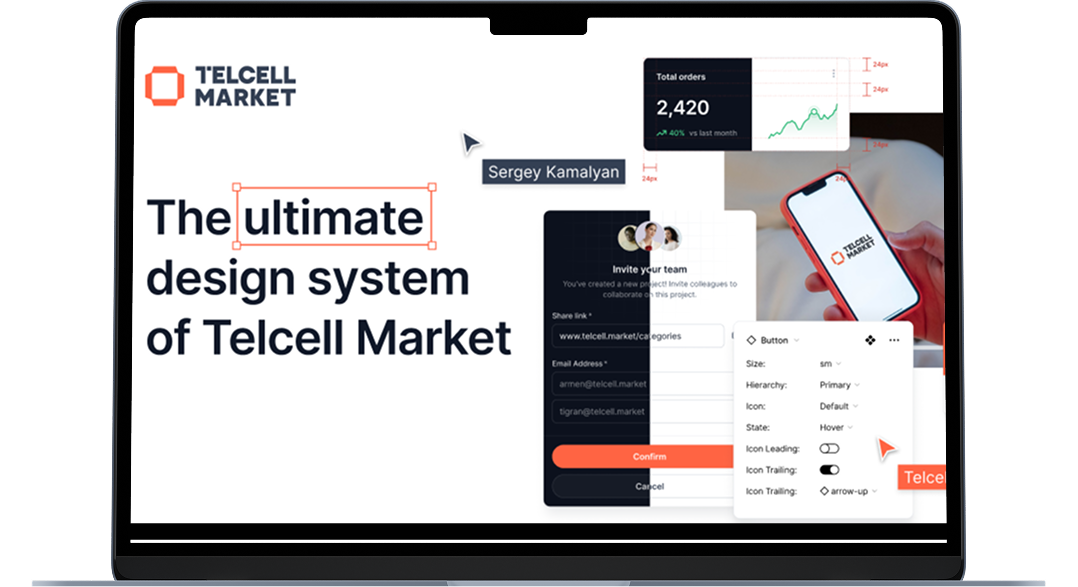 TELCELL
MARKET
The ultimate
design system
of Telcell Market
Sergey Kamalyan
Total orders
2,420
40% vs last month
24px
24px
24px
24px
24px
TELCELL
MARKET
Invite your team
You've created a new project! Invite colleagues to
collaborate on this project.
Share link *
www.telcell.market/categories
Email Address *
armen@telcell.market
tigran@telcell.market
Confirm
Cancel
Button
Size: sm
Hierarchy: Primary
Icon: Default
State: Hover
Icon Leading:
Icon Trailing:
Icon Trailing: arrow-up
Telce